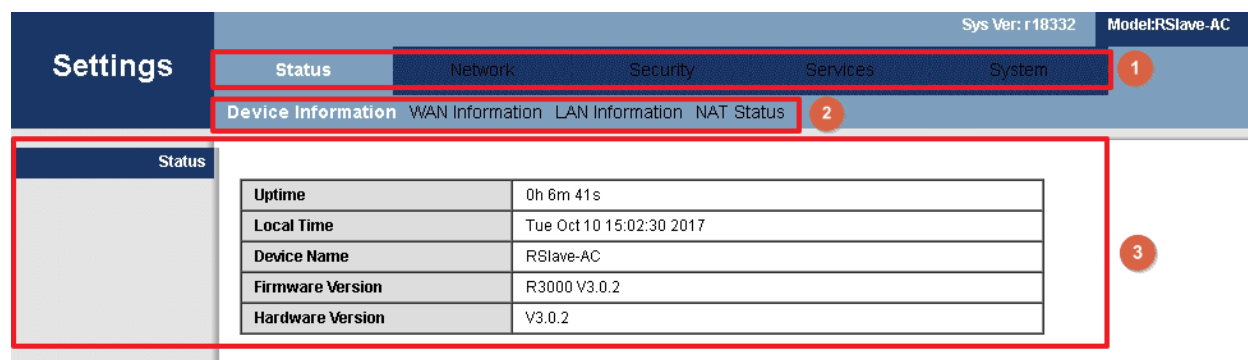 Sys Ver: r18332 Model:RSlave-AC
Settings
Status Network Security Services System 1
Device Information WAN Information LAN Information NAT Status 2
Status
Uptime 0h 6m 41s
Local Time Tue Oct 10 15:02:30 2017
Device Name RSlave-AC
3
Firmware Version R3000 V3.0.2
Hardware Version V3.0.2